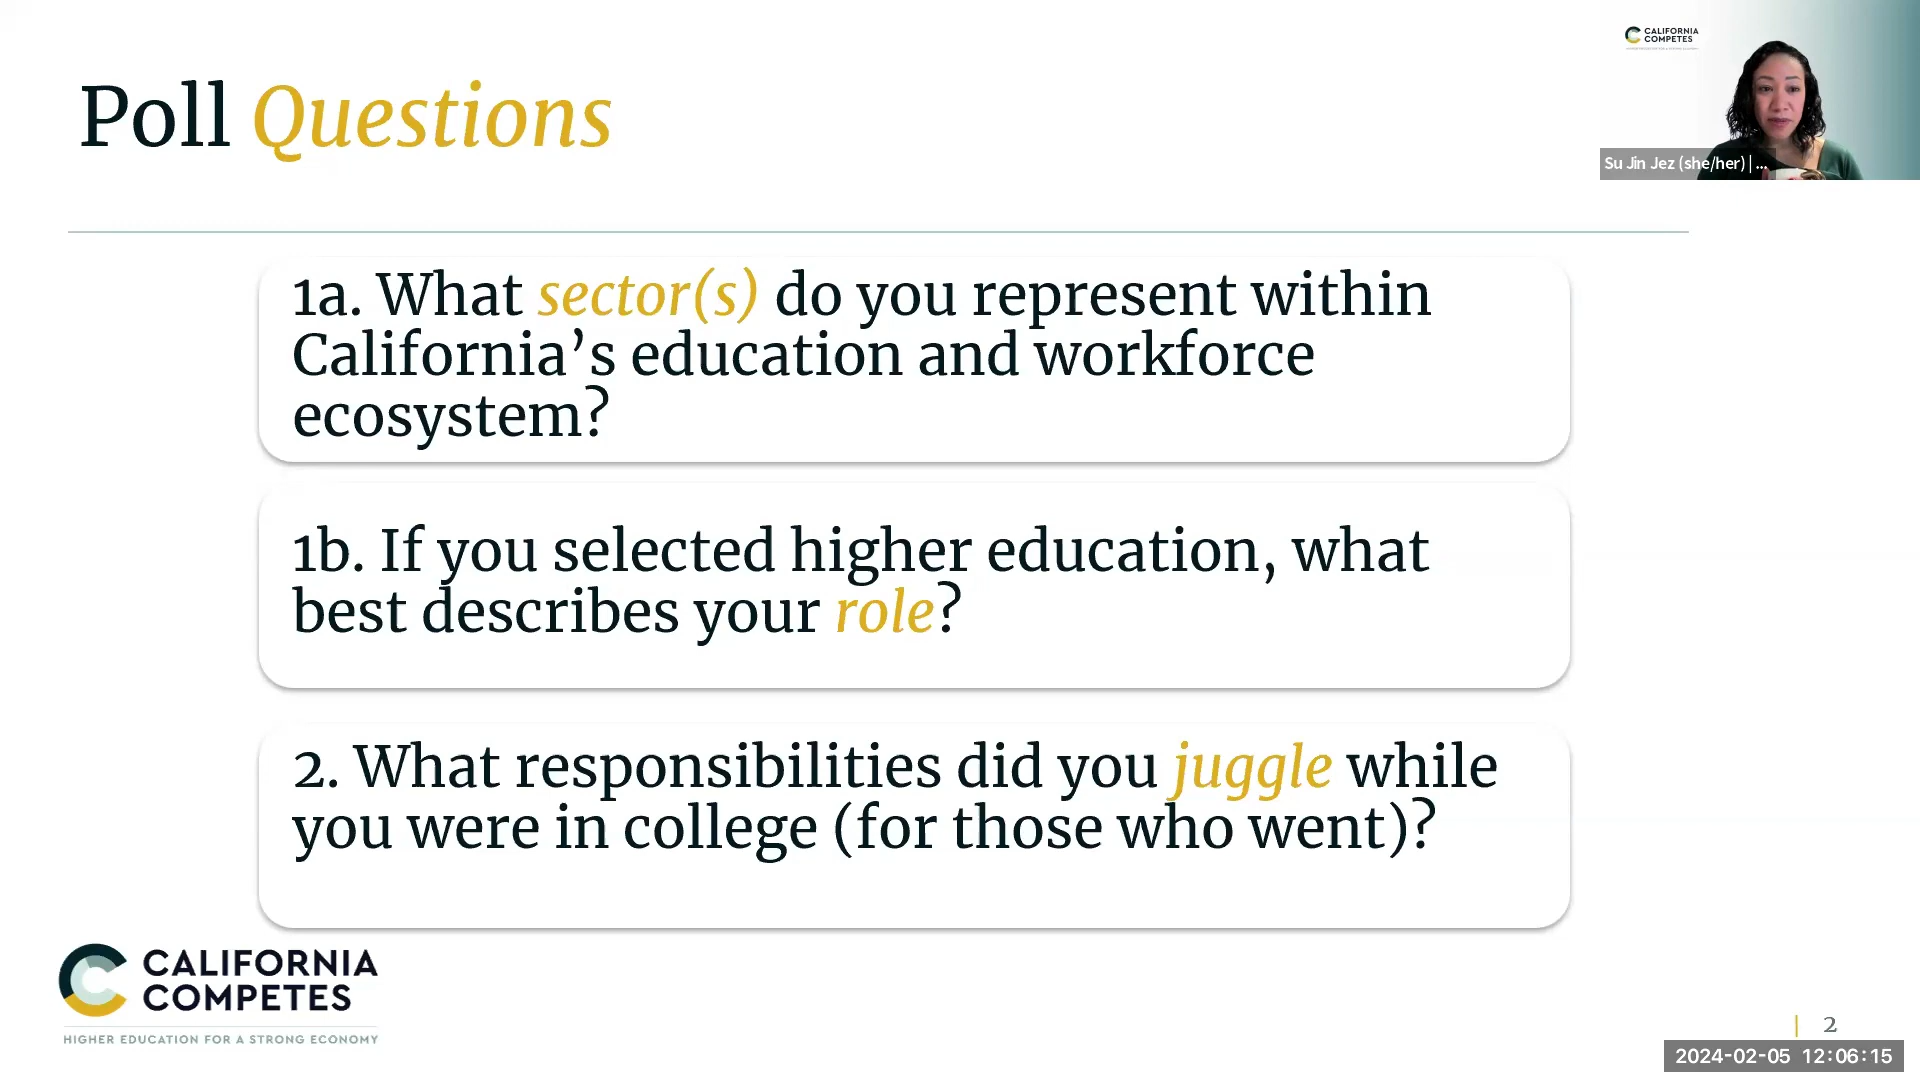 Poll Questions
CALIFORNIA
COMPETES
Su Jin Jez (she/her) | ...
1a. What sector(s) do you represent within
California’s education and workforce
ecosystem?
1b. If you selected higher education, what
best describes your role?
2. What responsibilities did you juggle while
you were in college (for those who went)?
CALIFORNIA
COMPETES
HIGHER EDUCATION FOR A STRONG ECONOMY
| 2
2024-02-05 12:06:15